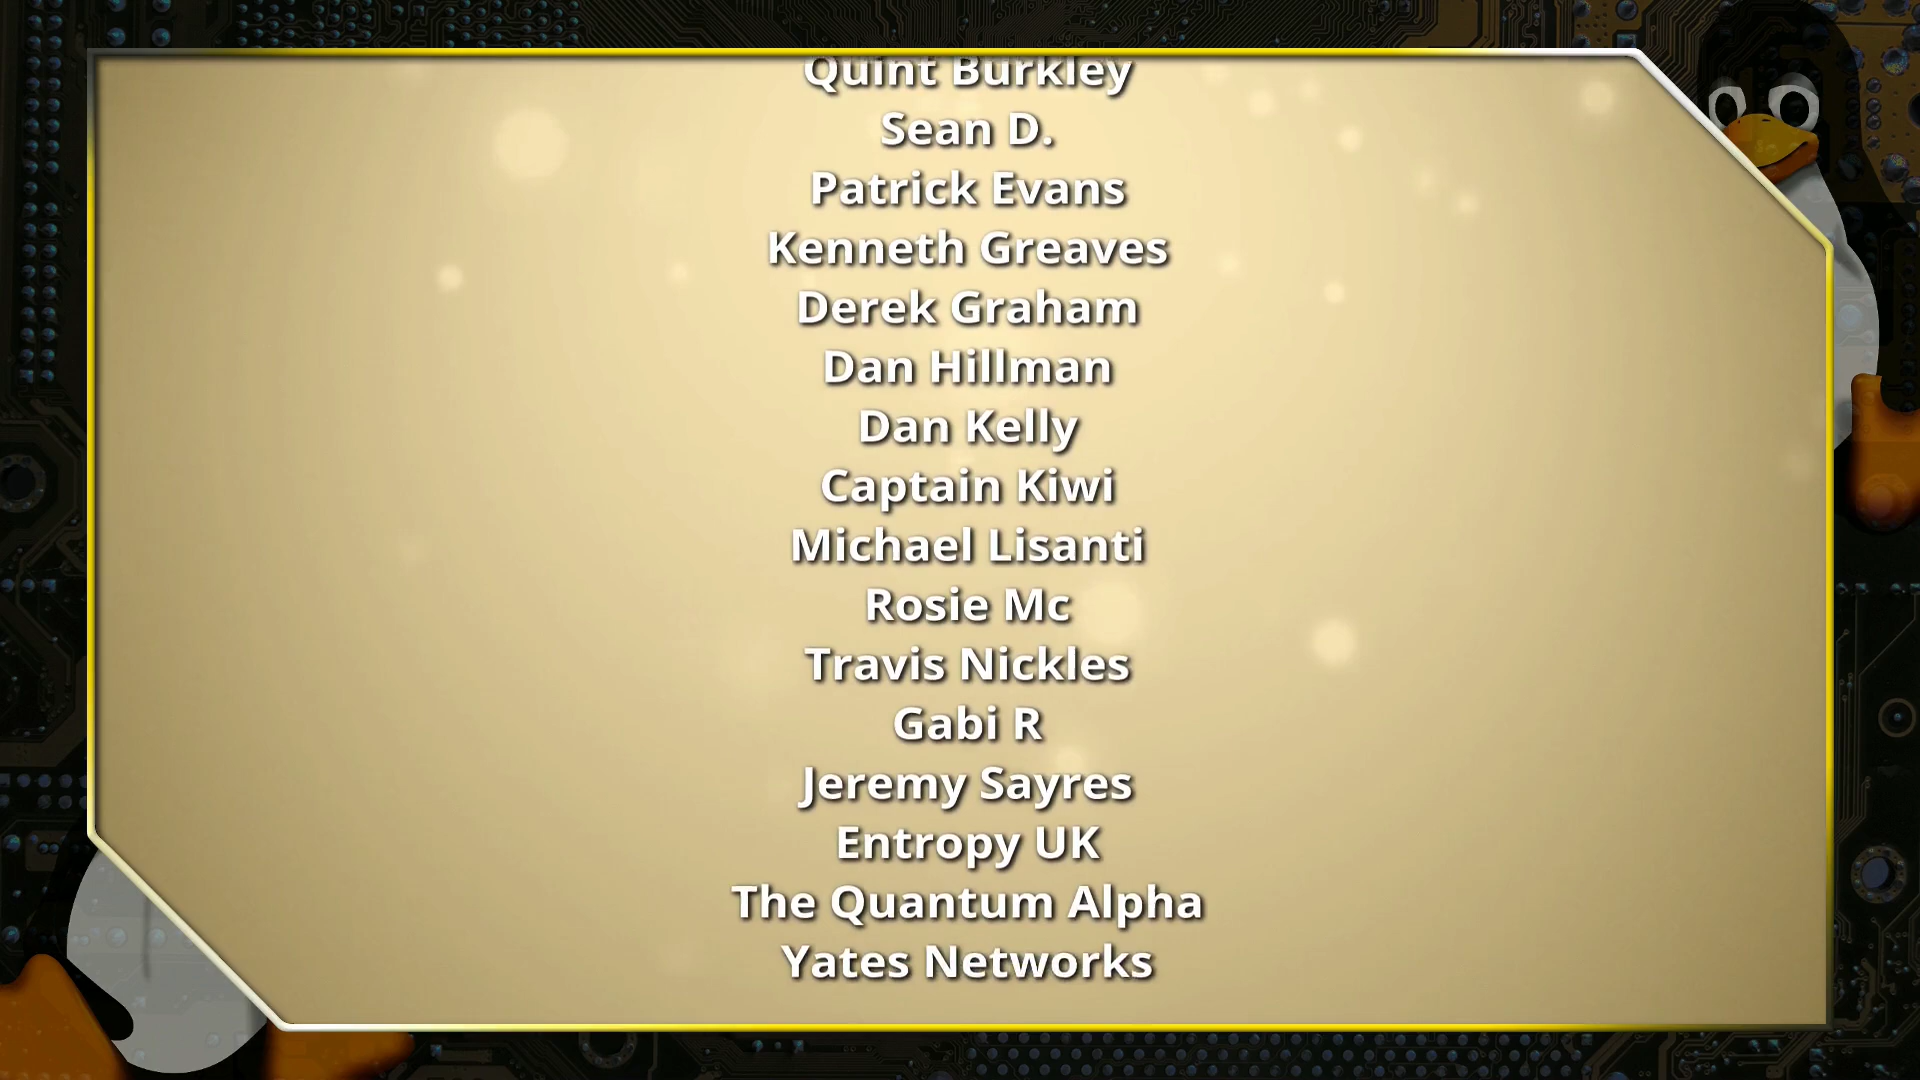 Quint Burkley
Sean D.
Patrick Evans
Kenneth Greaves
Derek Graham
Dan Hillman
Dan Kelly
Captain Kiwi
Michael Lisanti
Rosie Mc
Travis Nickles
Gabi R
Jeremy Sayres
Entropy UK
The Quantum Alpha
Yates Networks